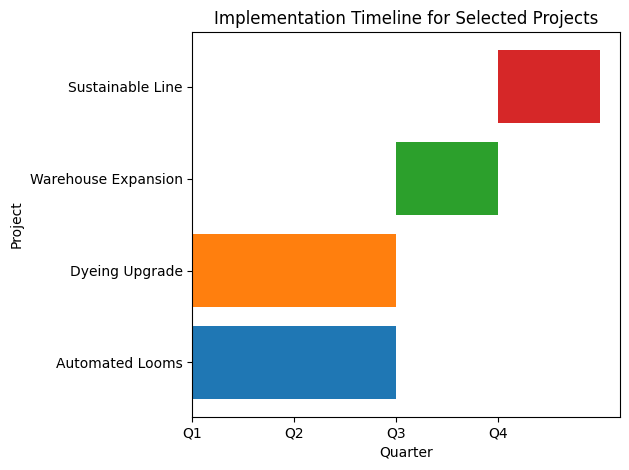 Implementation Timeline for Selected Projects
Sustainable Line
Warehouse Expansion
Dyeing Upgrade
Automated Looms
Project
Q1 Q2 Q3 Q4
Quarter